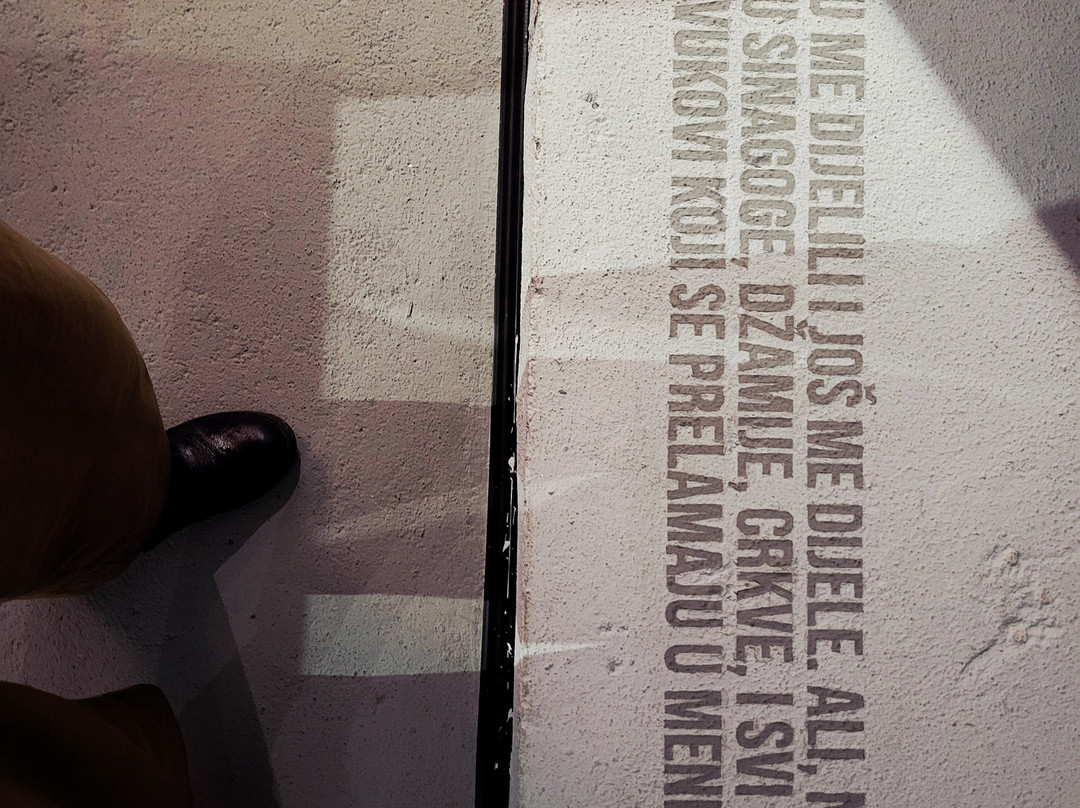 U ME DIJELILI I JOŠ ME DIJELE. ALI,
U SINAGOGE, DŽAMIJE, CRKVE, I SVI
VUKOVI KOJI SE PRELAMAJU U MENI